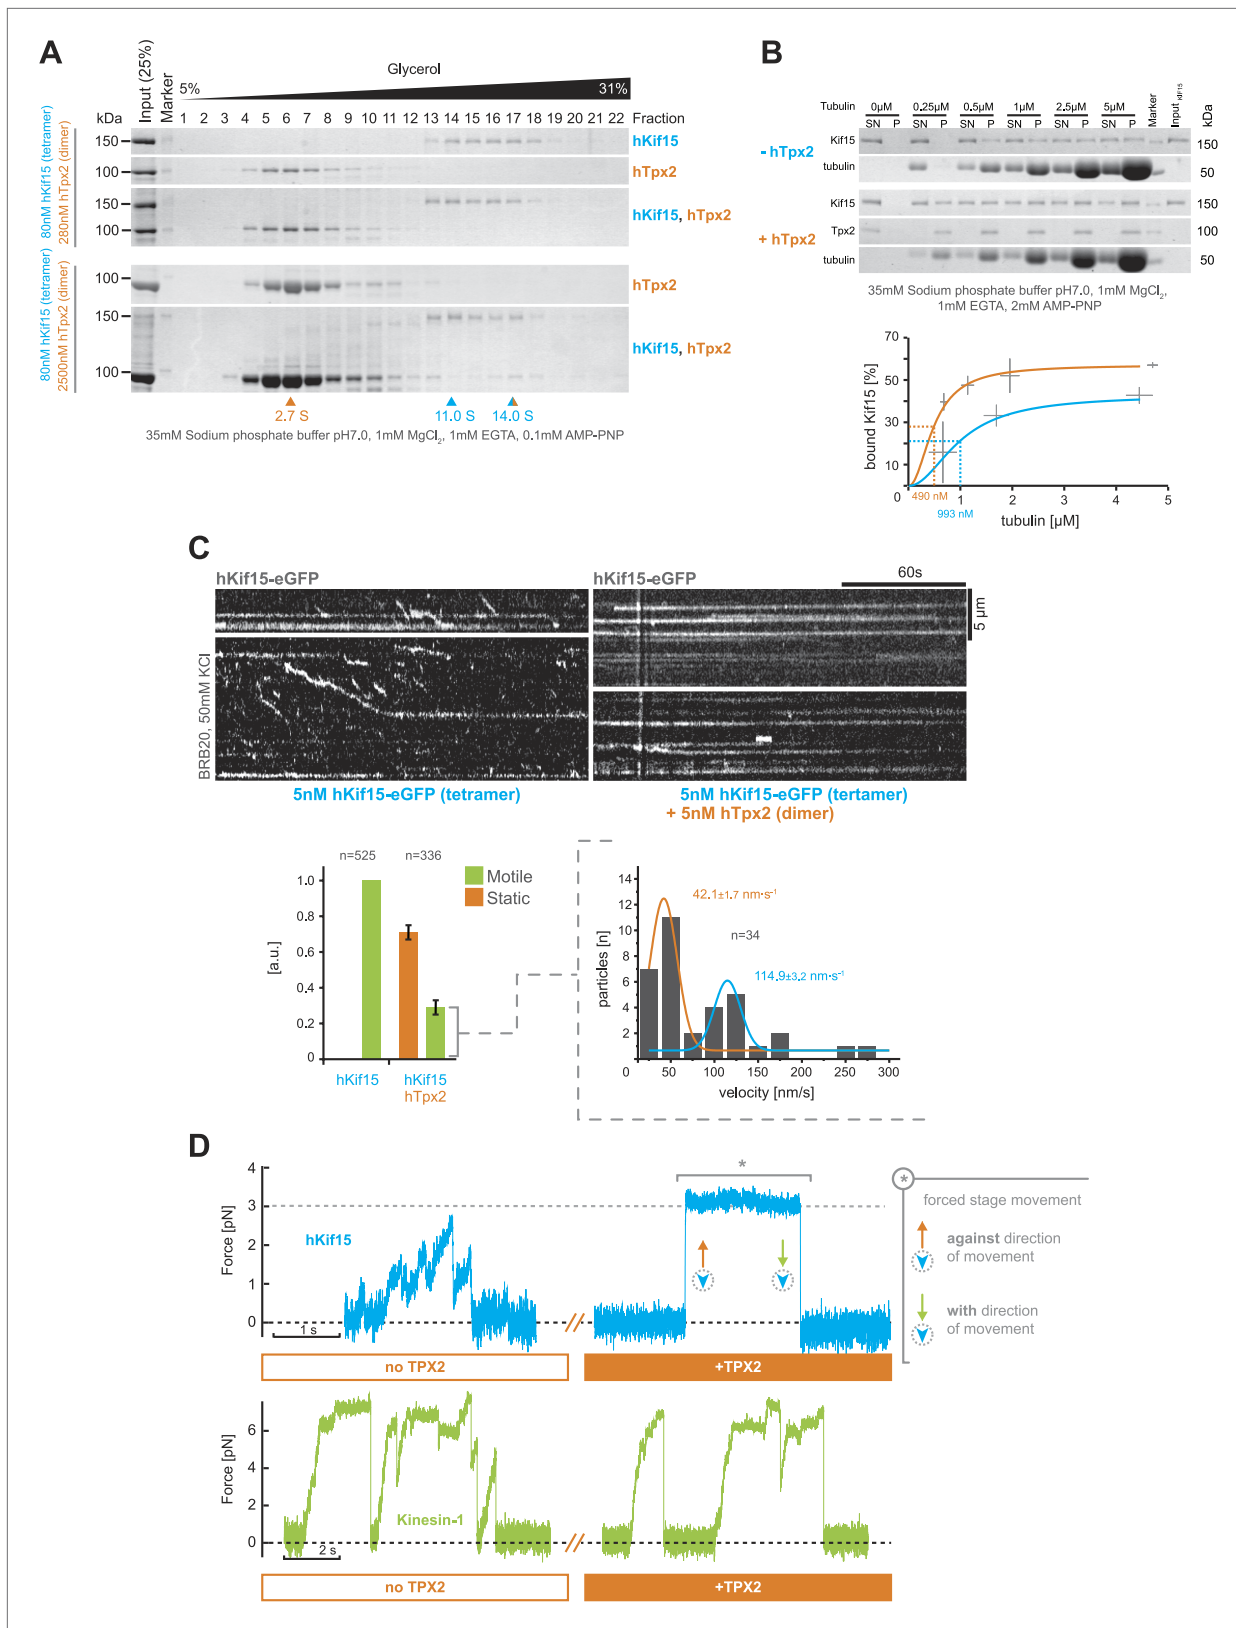 A
Input (25%)
Marker
Glycerol
5%
31%
kDa
1 2 3 4 5 6 7 8 9 10 11 12 13 14 15 16 17 18 19 20 21 22
Fraction
80nM hKif15 (tetramer)
280nM hTpx2 (dimer)
150
hKif15
100
hTpx2
150
100
hKif15, hTpx2
80nM hKif15 (tetramer)
2500nM hTpx2 (dimer)
100
hTpx2
150
hKif15, hTpx2
100
2.7 S
11.0 S
14.0 S
35mM Sodium phosphate buffer pH7.0, 1mM MgCl2, 1mM EGTA, 0.1mM AMP-PNP
B
Tubulin
0µM 0.25µM 0.5µM 1µM 2.5µM 5µM
SN P SN P SN P SN P SN P SN P
Marker
Input KIF15
kDa
- hTpx2
Kif15
150
tubulin
50
+ hTpx2
Kif15
150
Tpx2
100
tubulin
50
35mM Sodium phosphate buffer pH7.0, 1mM MgCl2,
1mM EGTA, 2mM AMP-PNP
bound Kif15 [%]
70
50
30
10
0
490 nM
993 nM
1 2 3 4 5
tubulin [µM]
C
hKif15-eGFP
hKif15-eGFP
60s
5 µm
BRB20, 50mM KCl
5nM hKif15-eGFP (tetramer)
5nM hKif15-eGFP (tertamer)
+ 5nM hTpx2 (dimer)
n=525
n=336
Motile
Static
[a.u.]
1.0
0.8
0.6
0.4
0.2
0
hKif15
hKif15
hTpx2
particles [n]
14
12
10
8
6
4
2
42.1±1.7 nm·s-1
n=34
114.9±3.2 nm·s-1
0 50 100 150 200 250 300
velocity [nm/s]
D
Force [pN]
4
3
2
1
0
hKif15
1 s
*
no TPX2
+TPX2
*
forced stage movement
against direction
of movement
with direction
of movement
Force [pN]
6
4
2
0
Kinesin-1
2 s
no TPX2
+TPX2